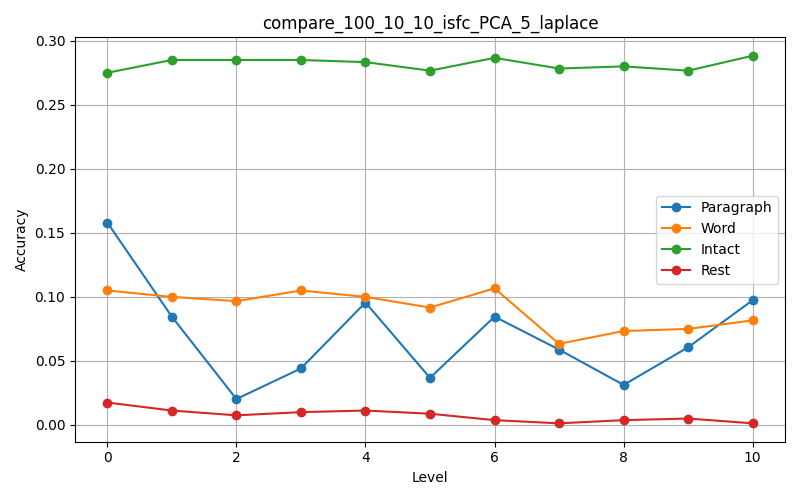 compare_100_10_10_isfc_PCA_5_laplace
Accuracy
0.30
0.25
0.20
0.15
0.10
0.05
0.00
Paragraph
Word
Intact
Rest
0 2 4 6 8 10
Level